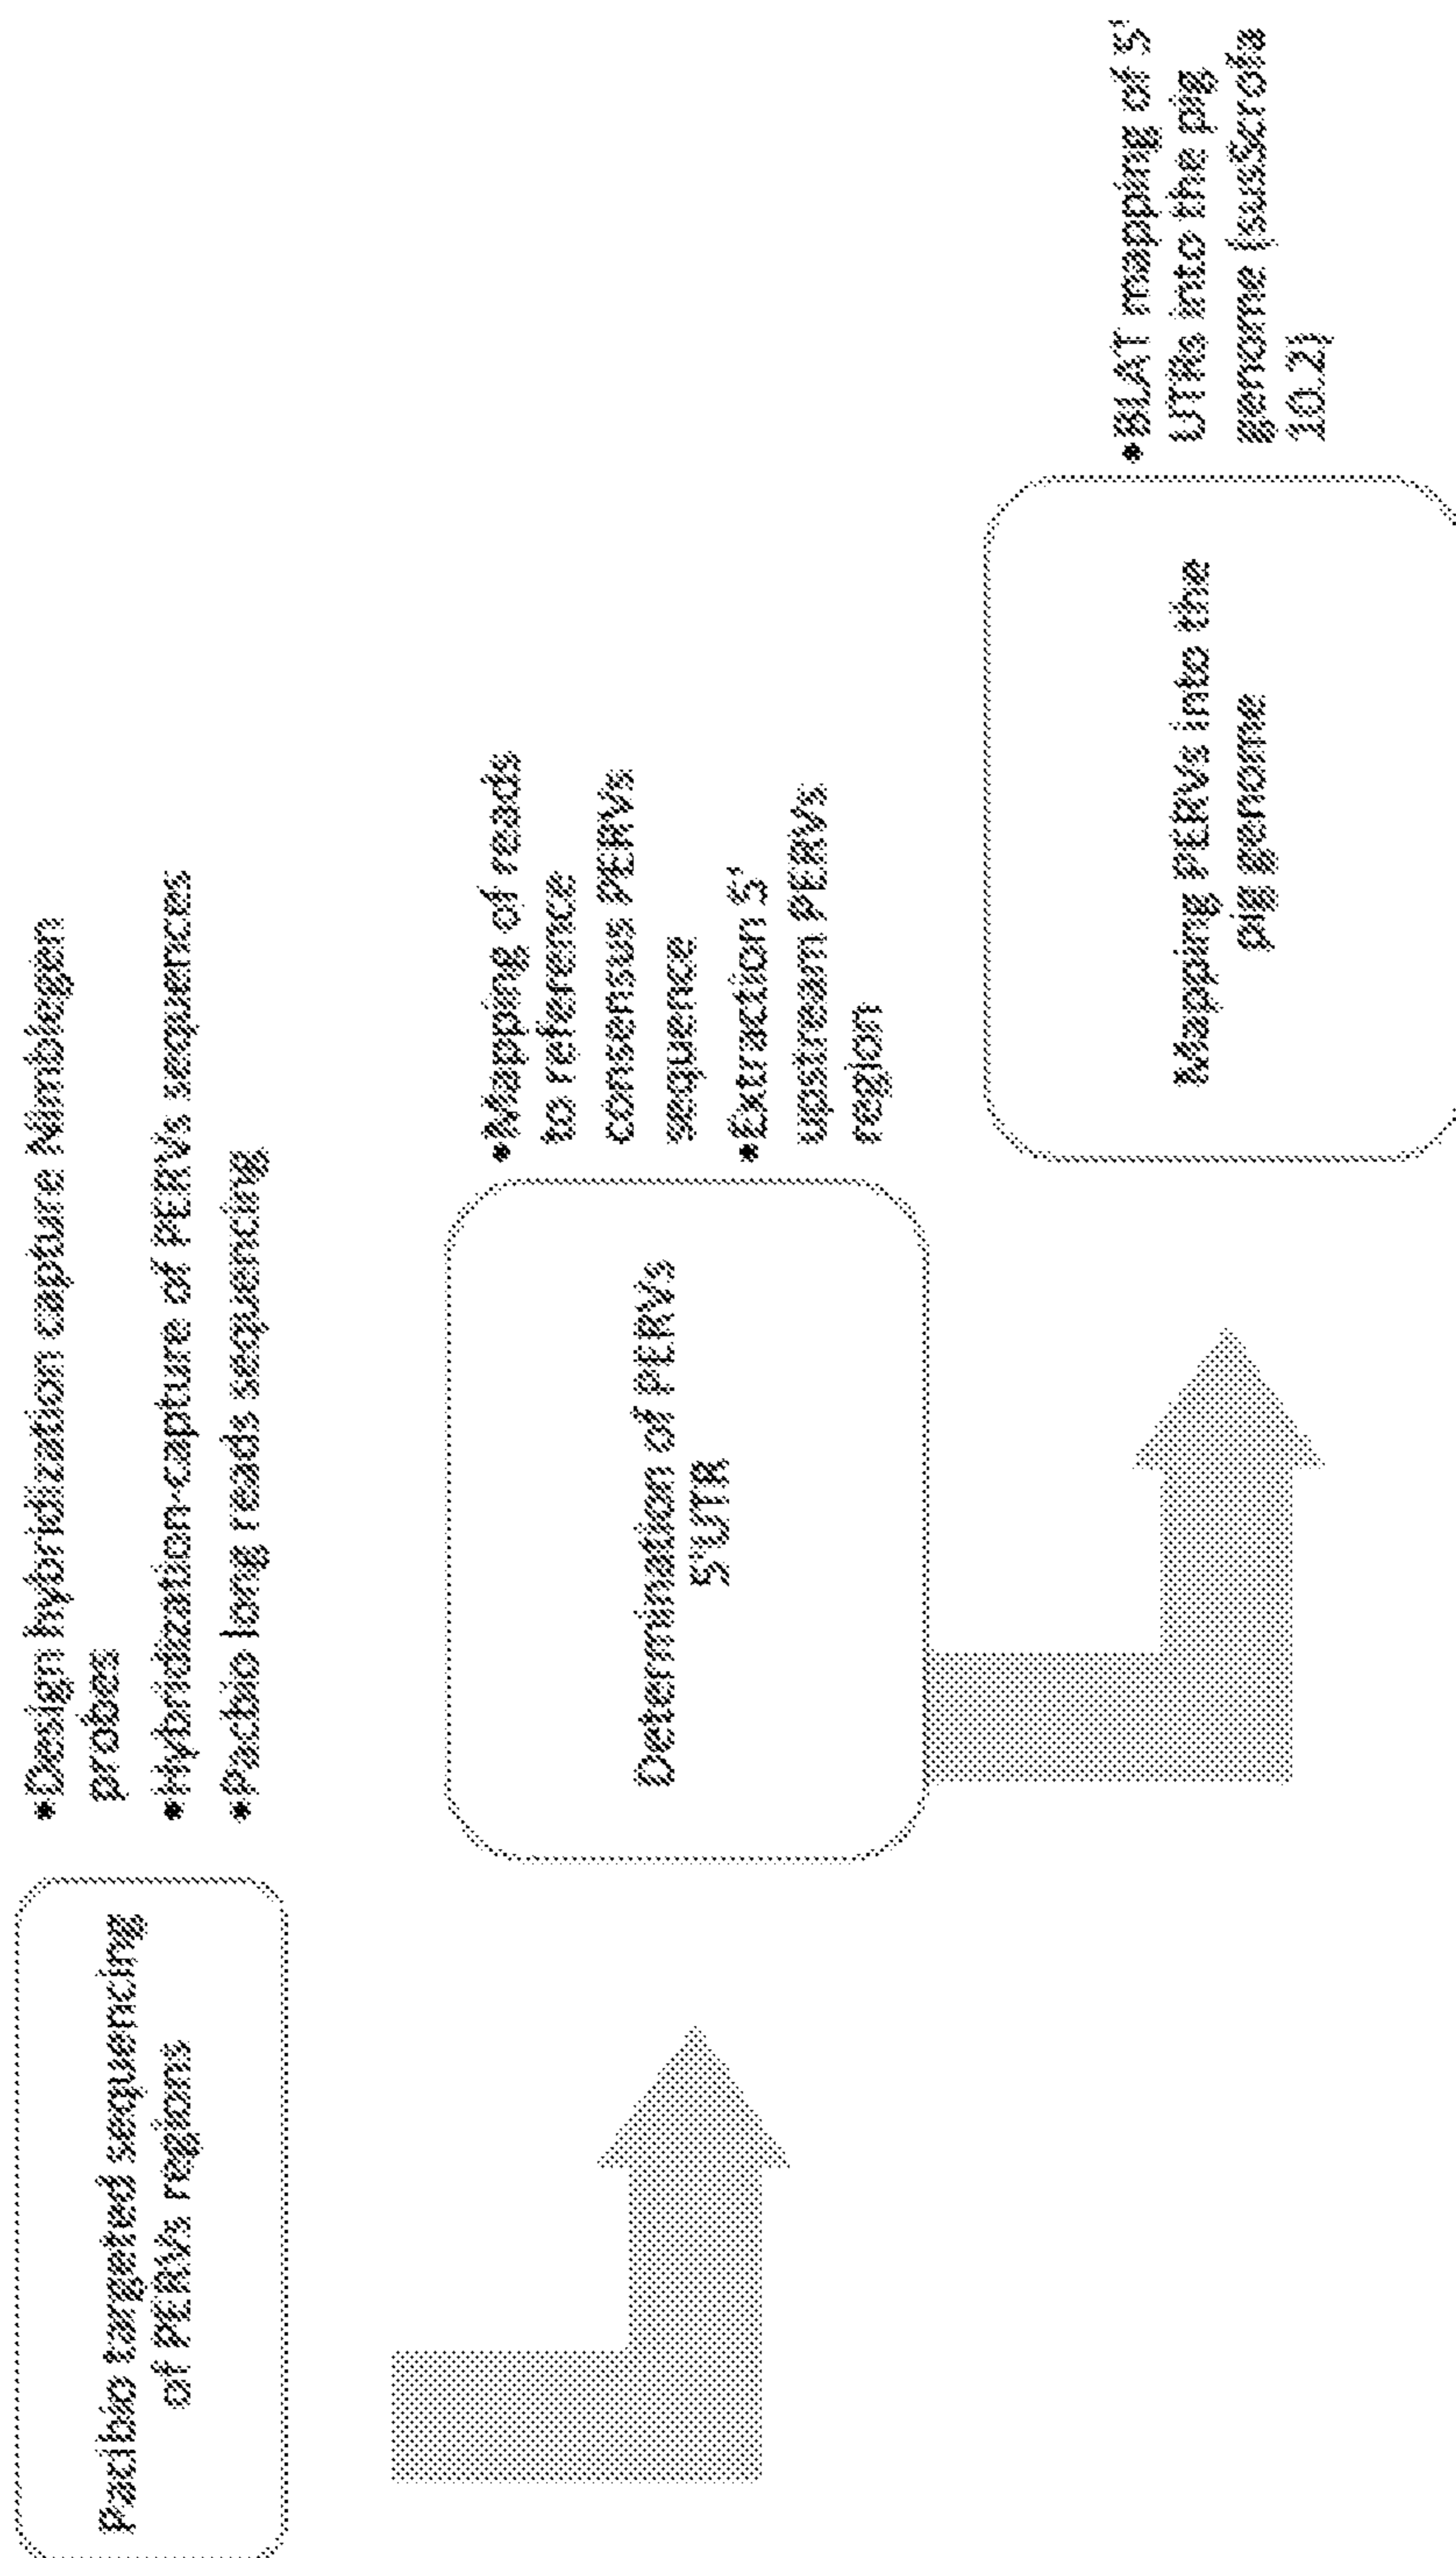 Pacibio targeted sequencing
of PERVs regions
•Design hybridization capture Nimblegen
probes
•Hybridization-capture of PERVs sequences
•Pacbio long reads sequencing
Determination of PERVs
5'UTR
•Mapping of reads
to reference
consensus PERVs
sequence
•Extraction 5'
upstream PERVs
region
Mapping PERVs into the
pig genome
•BLAT mapping of 5'
UTRs into the pig
genome (susScrofa
10.2)